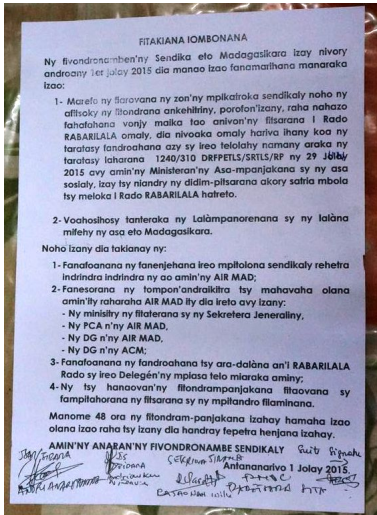 FITAKIANA IOMBONANA
Ny fivondronamben'ny Sendika eto Madagasikara izay nivory
androany 1er jolay 2015 dia manao izao fanamarihana manaraka
izao:
1- Marefo ny fiarovana ny zon'ny mpikatroka sendikaly noho ny
afitsoky ny fitondrana ankehitriny, porofon'izany, raha nahazo
fahafahana vonjy maika tao anivon'ny fitsarana i Rado
RABARILALA omaly, dia nivoaka omaly hariva ihany koa ny
taratasy fandroahana azy sy ireo telolahy namany araka ny
taratasy laharana 1240/310 DRFPETLS/SRTLS/RP ny 29
2015 avy amin'ny Ministeran'ny Asa-mpanjakana sy ny asa
sosialy, izay tsy niandry ny didim-pitsarana akory satria mbola
tsy meloka i Rado RABARILALA hatreto.
2- Voahosihosy tanteraka ny Lalàmpanorenana sy ny lalàna
mifehy ny asa eto Madagasikara.
Noho izany dia takianay ny:
1- Fanafoanana ny fanenjehana ireo mpitolona sendikaly rehetra
indrindra indrindra ny ao amin'ny AIR MAD;
2- Fanesorana ny tompon'andraikitra tsy mahavaha olana
amin'ity raharaha AIR MAD ity dia ireto avy izany:
- Ny minisitry ny fitaterana sy ny Sekretera Jeneraliny,
- Ny PCA n'ny AIR MAD,
- Ny DG n'ny AIR MAD,
- Ny DG n'ny ACM;
3- Fanafoanana ny fandroahana tsy ara-dalàna an'i RABARILALA
Rado sy ireo Delegén'ny mpiasa telo miaraka aminy;
4- Ny tsy hanaovan'ny fitondrampanjakana fitaovana sy
fampitahorana ny fitsarana sy ny mpitandro filaminana.
Manome 48 ora ny fitondram-panjakana izahay hamaha izao
olana izao raha tsy izany dia handray fepetra henjana izahay.
AMIN'NY ANARAN'NY FIVONDRONAMBE SENDIKALY
Antananarivo 1 Jolay 2015.